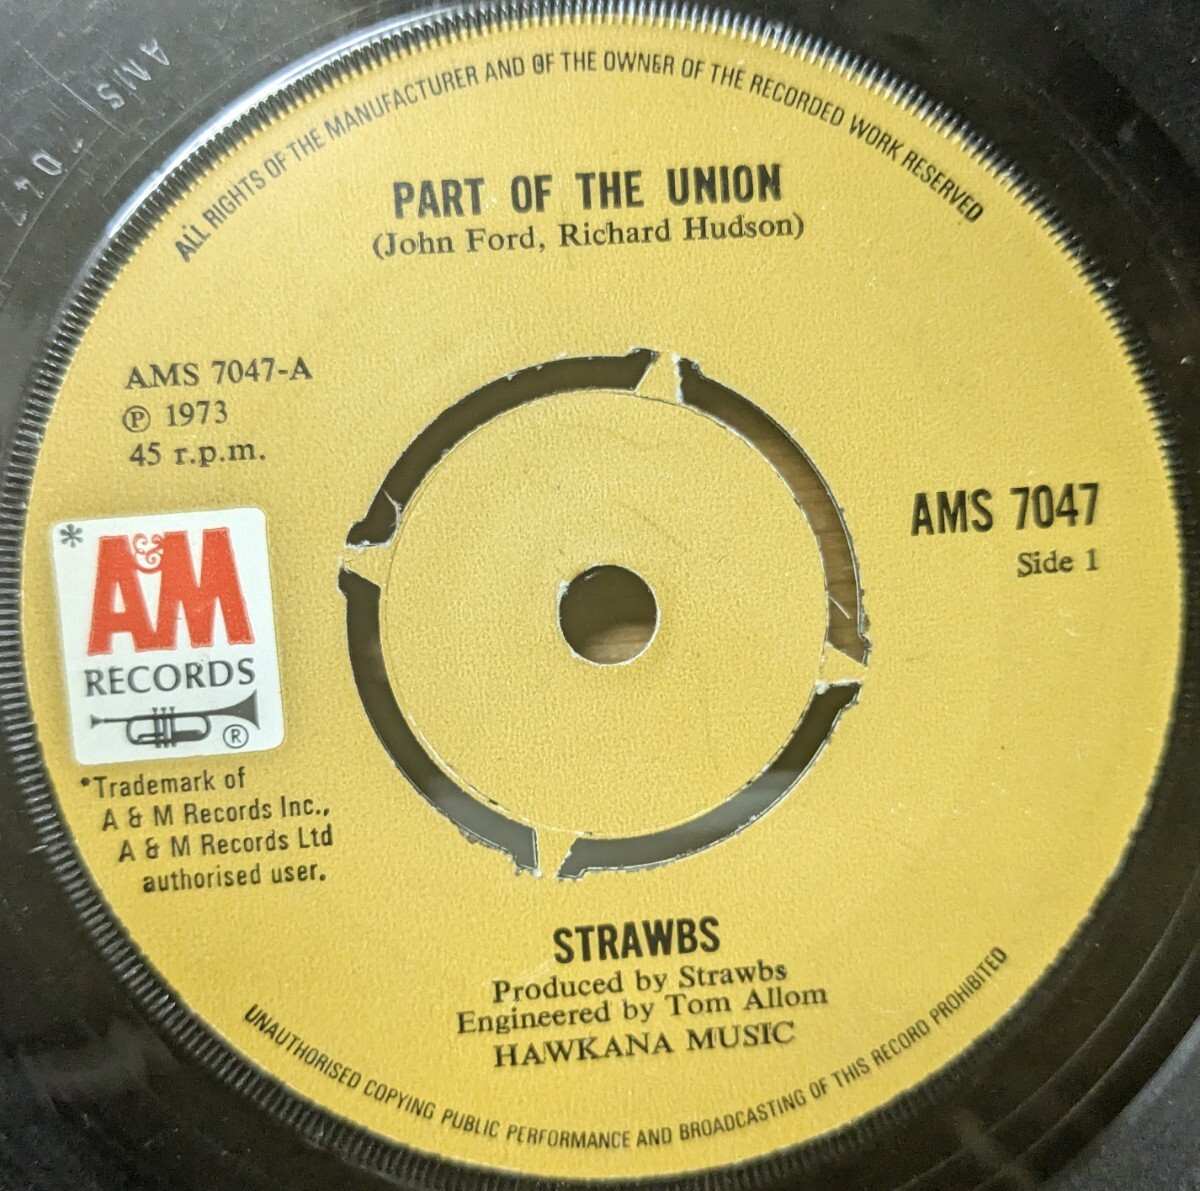 ALL RIGHTS OF THE MANUFACTURER AND OF THE OWNER OF THE RECORDED WORK RESERVED
PART OF THE UNION
(John Ford, Richard Hudson)
AMS 7047-A
℗ 1973
45 r.p.m.
AMS 7047
Side 1
*
A&M
RECORDS
®
*Trademark of
A & M Records Inc.,
A & M Records Ltd
authorised user.
STRAWBS
Produced by Strawbs
Engineered by Tom Allom
HAWKANA MUSIC
UNAUTHORISED COPYING PUBLIC PERFORMANCE AND BROADCASTING OF THIS RECORD PROHIBITED
AMS